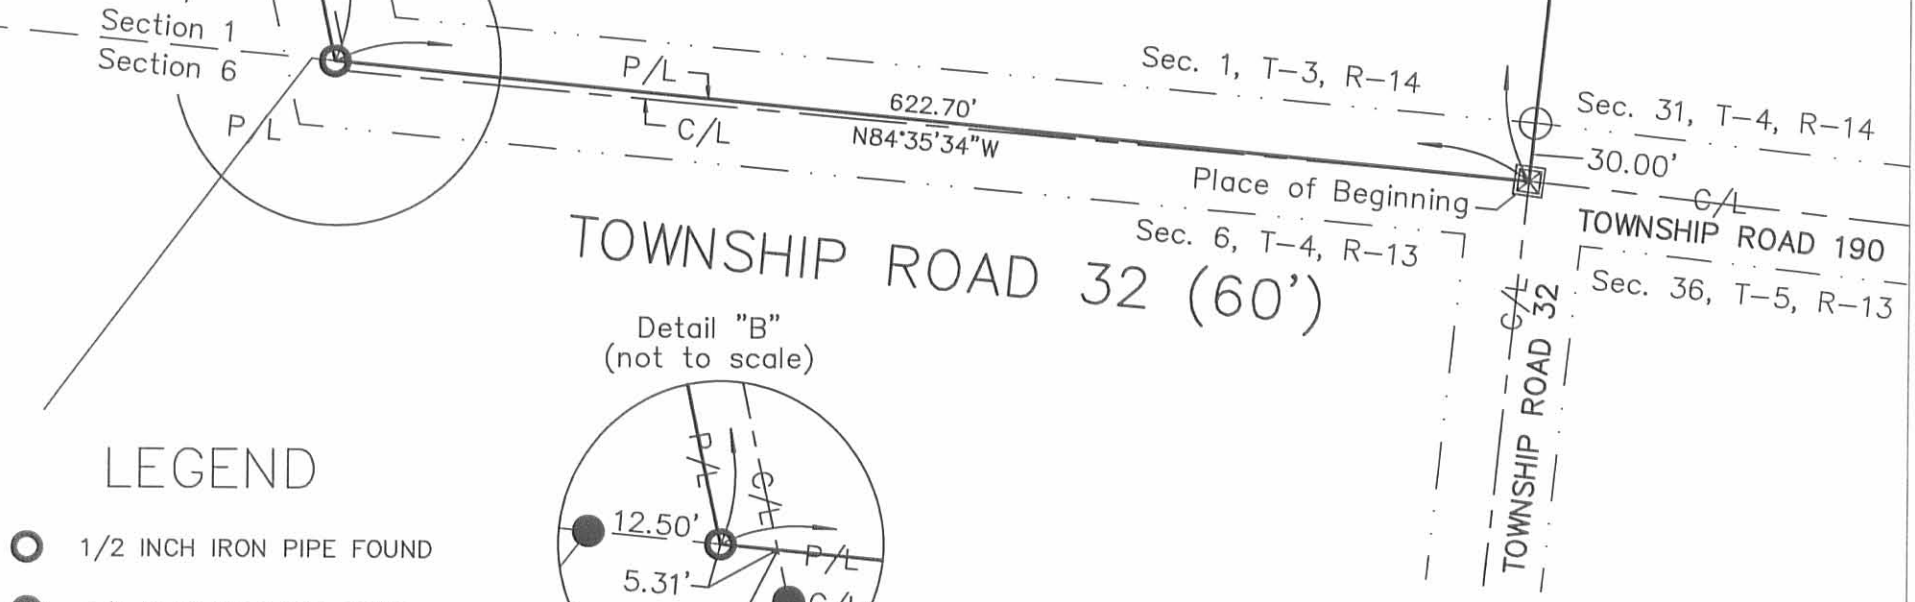 Section 1
Section 6
P/L
P/L
C/L
622.70'
N84°35'34"W
Sec. 1, T-3, R-14
Sec. 31, T-4, R-14
30.00'
Place of Beginning
C/L
TOWNSHIP ROAD 190
Sec. 6, T-4, R-13
Sec. 36, T-5, R-13
TOWNSHIP ROAD 32 (60')
C/L
TOWNSHIP ROAD 32
Detail "B"
(not to scale)
P/L
C/L
12.50'
P/L
5.31'
LEGEND
1/2 INCH IRON PIPE FOUND